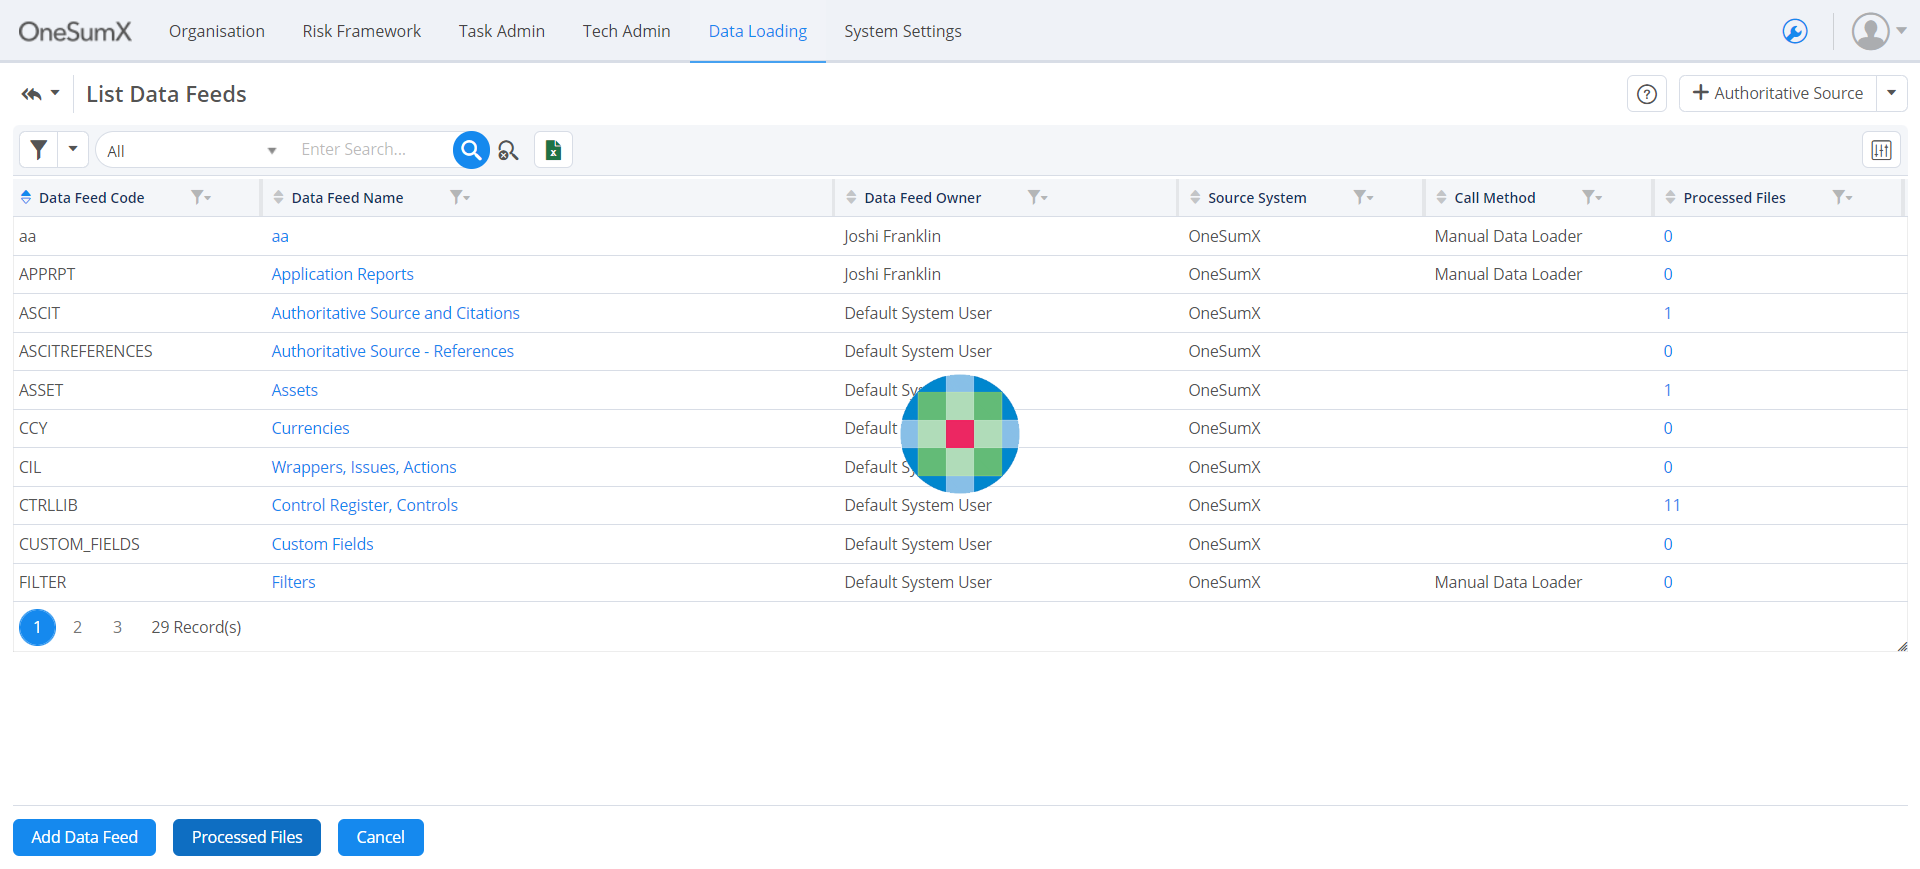 OneSumX Organisation Risk Framework Task Admin Tech Admin Data Loading System Settings
List Data Feeds ? + Authoritative Source
All Enter Search...
Data Feed Code Data Feed Name Data Feed Owner Source System Call Method Processed Files
aa aa Joshi Franklin OneSumX Manual Data Loader 0
APPRPT Application Reports Joshi Franklin OneSumX Manual Data Loader 0
ASCIT Authoritative Source and Citations Default System User OneSumX 1
ASCITREFERENCES Authoritative Source - References Default System User OneSumX 0
ASSET Assets Default OneSumX 1
CCY Currencies Default OneSumX 0
CIL Wrappers, Issues, Actions Default OneSumX 0
CTRLLIB Control Register, Controls Default System User OneSumX 11
CUSTOM_FIELDS Custom Fields Default System User OneSumX 0
FILTER Filters Default System User OneSumX Manual Data Loader 0
1 2 3 29 Record(s)
Add Data Feed Processed Files Cancel